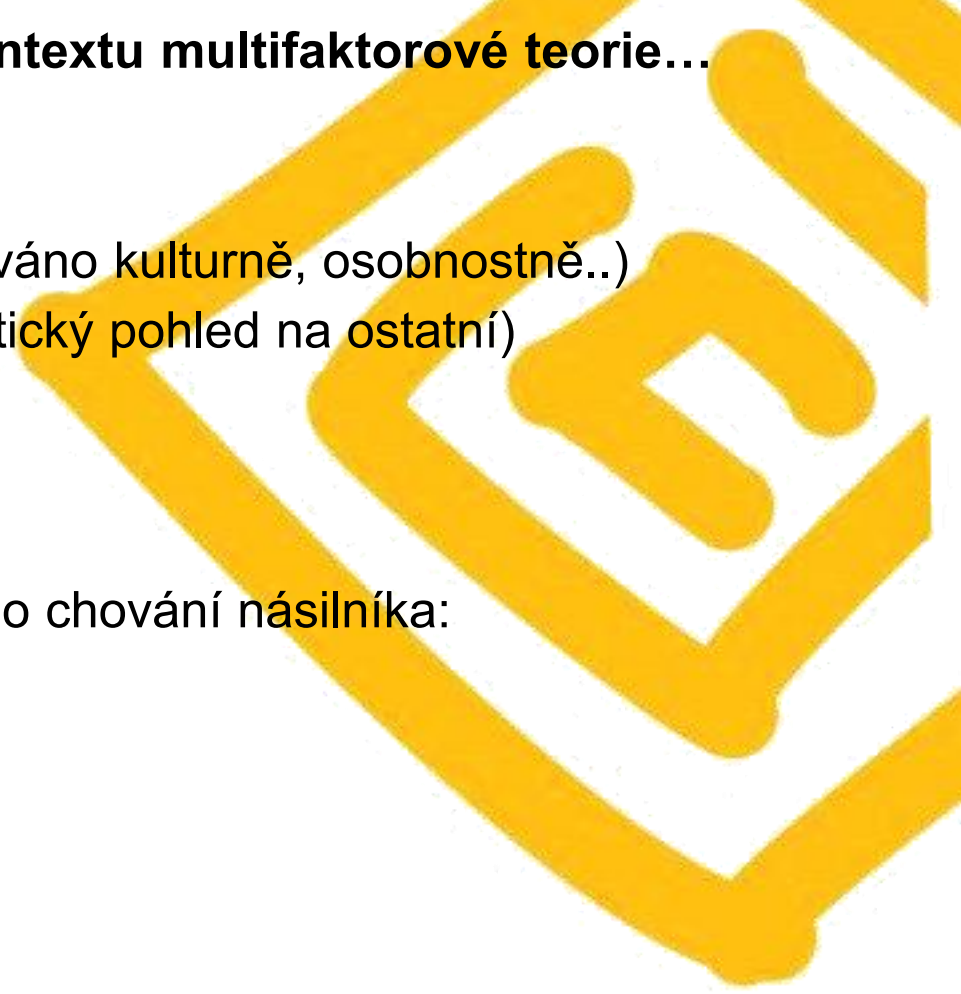 ntextu multifaktorové teorie…
váno kulturně, osobnostně..)
tický pohled na ostatní)
o chování násilníka: